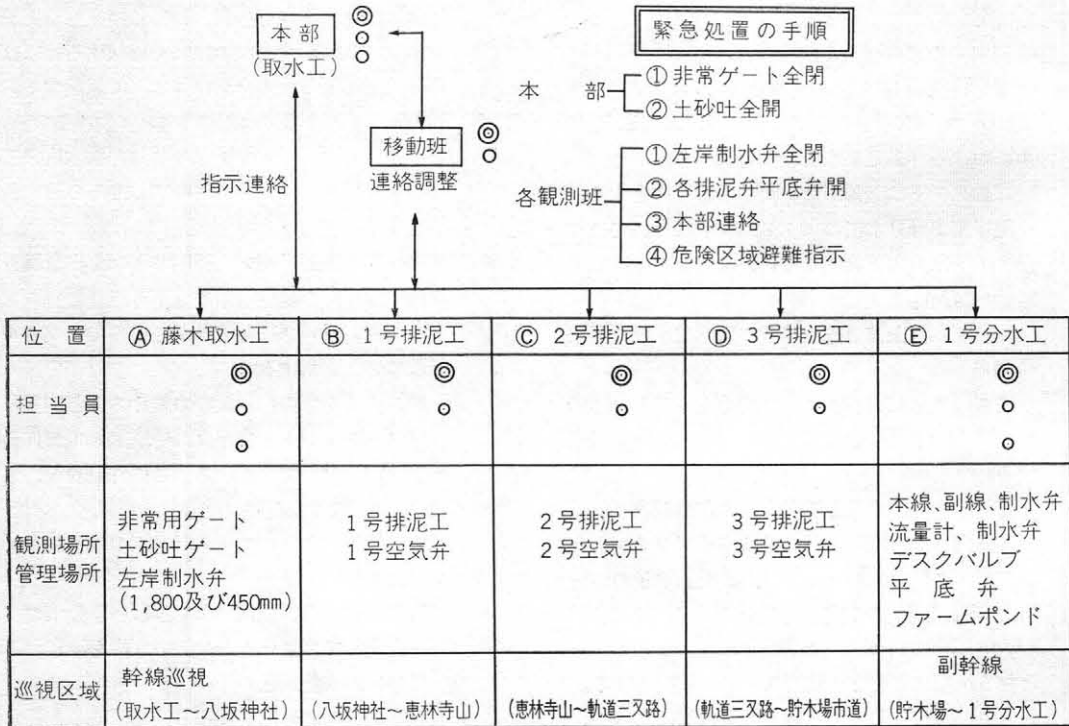 本部
(取水工)
◎
○
○
移動班
連絡調整
◎
○
指示連絡
緊急処置の手順
本部
①非常ゲート全閉
②土砂吐全開
各観測班
①左岸制水弁全閉
②各排泥弁平底弁開
③本部連絡
④危険区域避難指示
位置 Ⓐ 藤木取水工 Ⓑ 1号排泥工 Ⓒ 2号排泥工 Ⓓ 3号排泥工 Ⓔ 1号分水工
担当員 ◎ ◎ ◎ ◎ ◎
○ ○ ○ ○ ○
○ ○
観測場所
管理場所
非常用ゲート
土砂吐ゲート
左岸制水弁
(1,800及び450mm)
1号排泥工
1号空気弁
2号排泥工
2号空気弁
3号排泥工
3号空気弁
本線、副線、制水弁
流量計、制水弁
デスクバルブ
平底弁
ファームポンド
巡視区域
幹線巡視
(取水工〜八坂神社)
(八坂神社〜恵林寺山)
(恵林寺山〜軌道三叉路)
(軌道三叉路〜貯木場市道)
副幹線
(貯木場〜1号分水工)